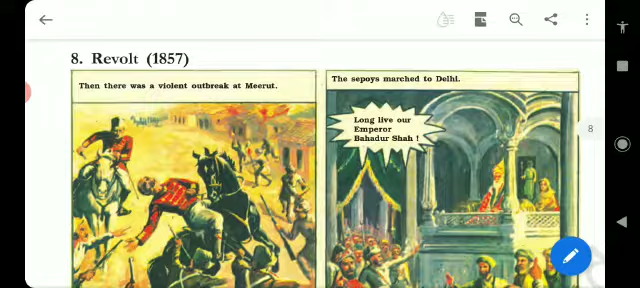 8. Revolt (1857)
Then there was a violent outbreak at Meerut.
The sepoys marched to Delhi.
Long live our
Emperor
Bahadur Shah !
8